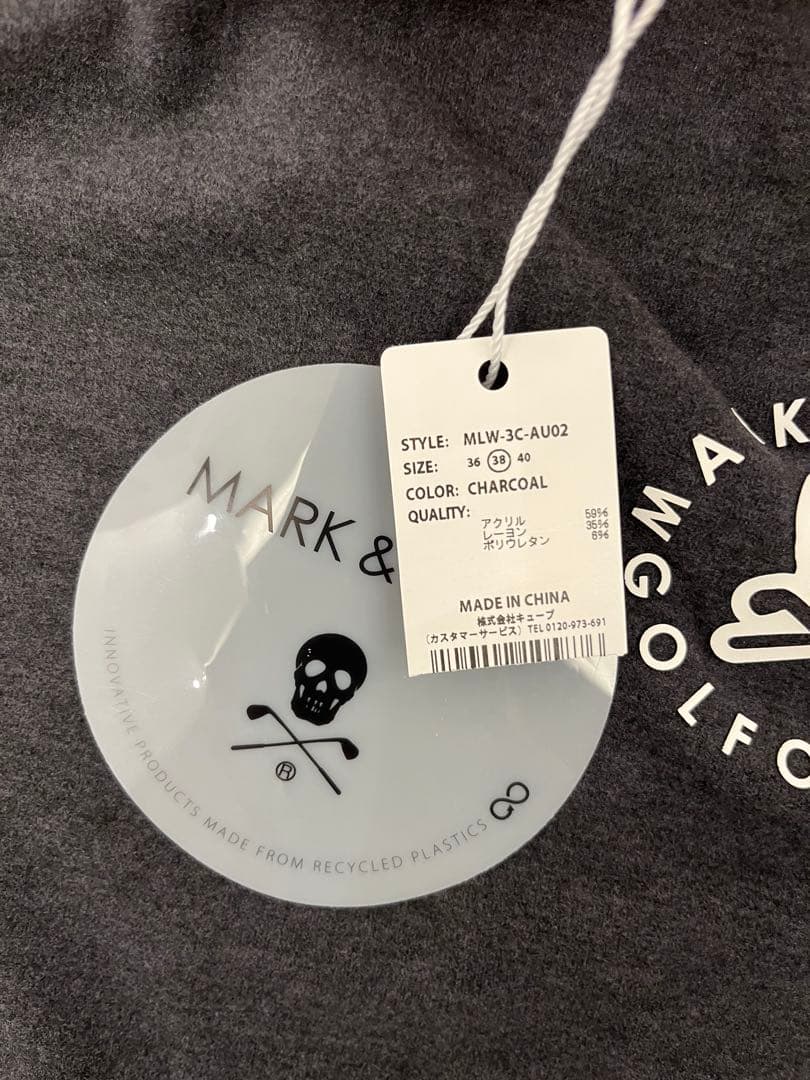 STYLE: MLW-3C-AU02
SIZE: 36 38 40
COLOR: CHARCOAL
QUALITY:
アクリル 59%
レーヨン 35%
ポリウレタン 6%
MADE IN CHINA
株式会社キューブ
(カスタマーサービス) TEL 0120-973-691
MARK &
®
INNOVATIVE PRODUCTS MADE FROM RECYCLED PLASTICS
GOLF